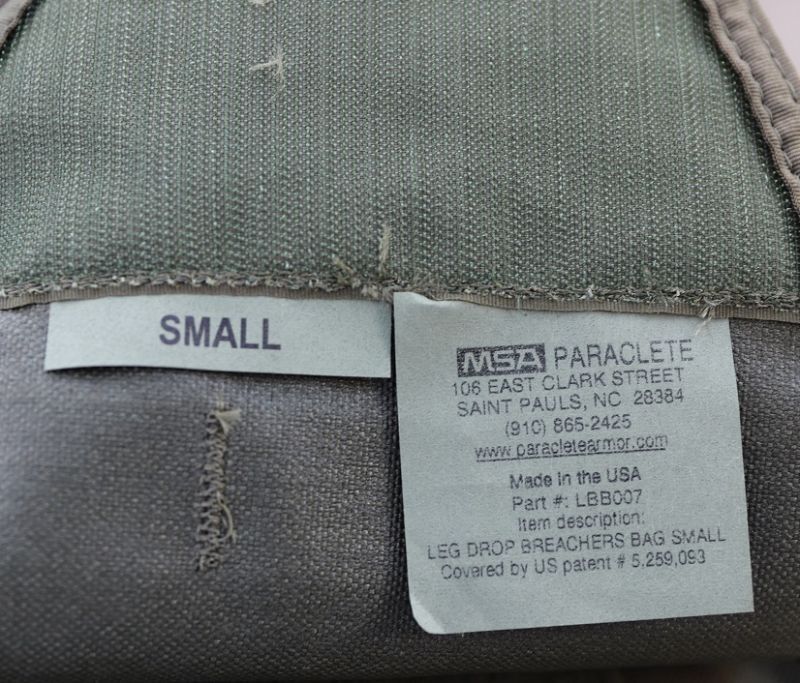 SMALL
MSA PARACLETE
106 EAST CLARK STREET
SAINT PAULS, NC 28384
(910) 865-2425
www.paracletearmor.com
Made in the USA
Part #: LBB007
Item description:
LEG DROP BREACHERS BAG SMALL
Covered by US patent # 5,259,093